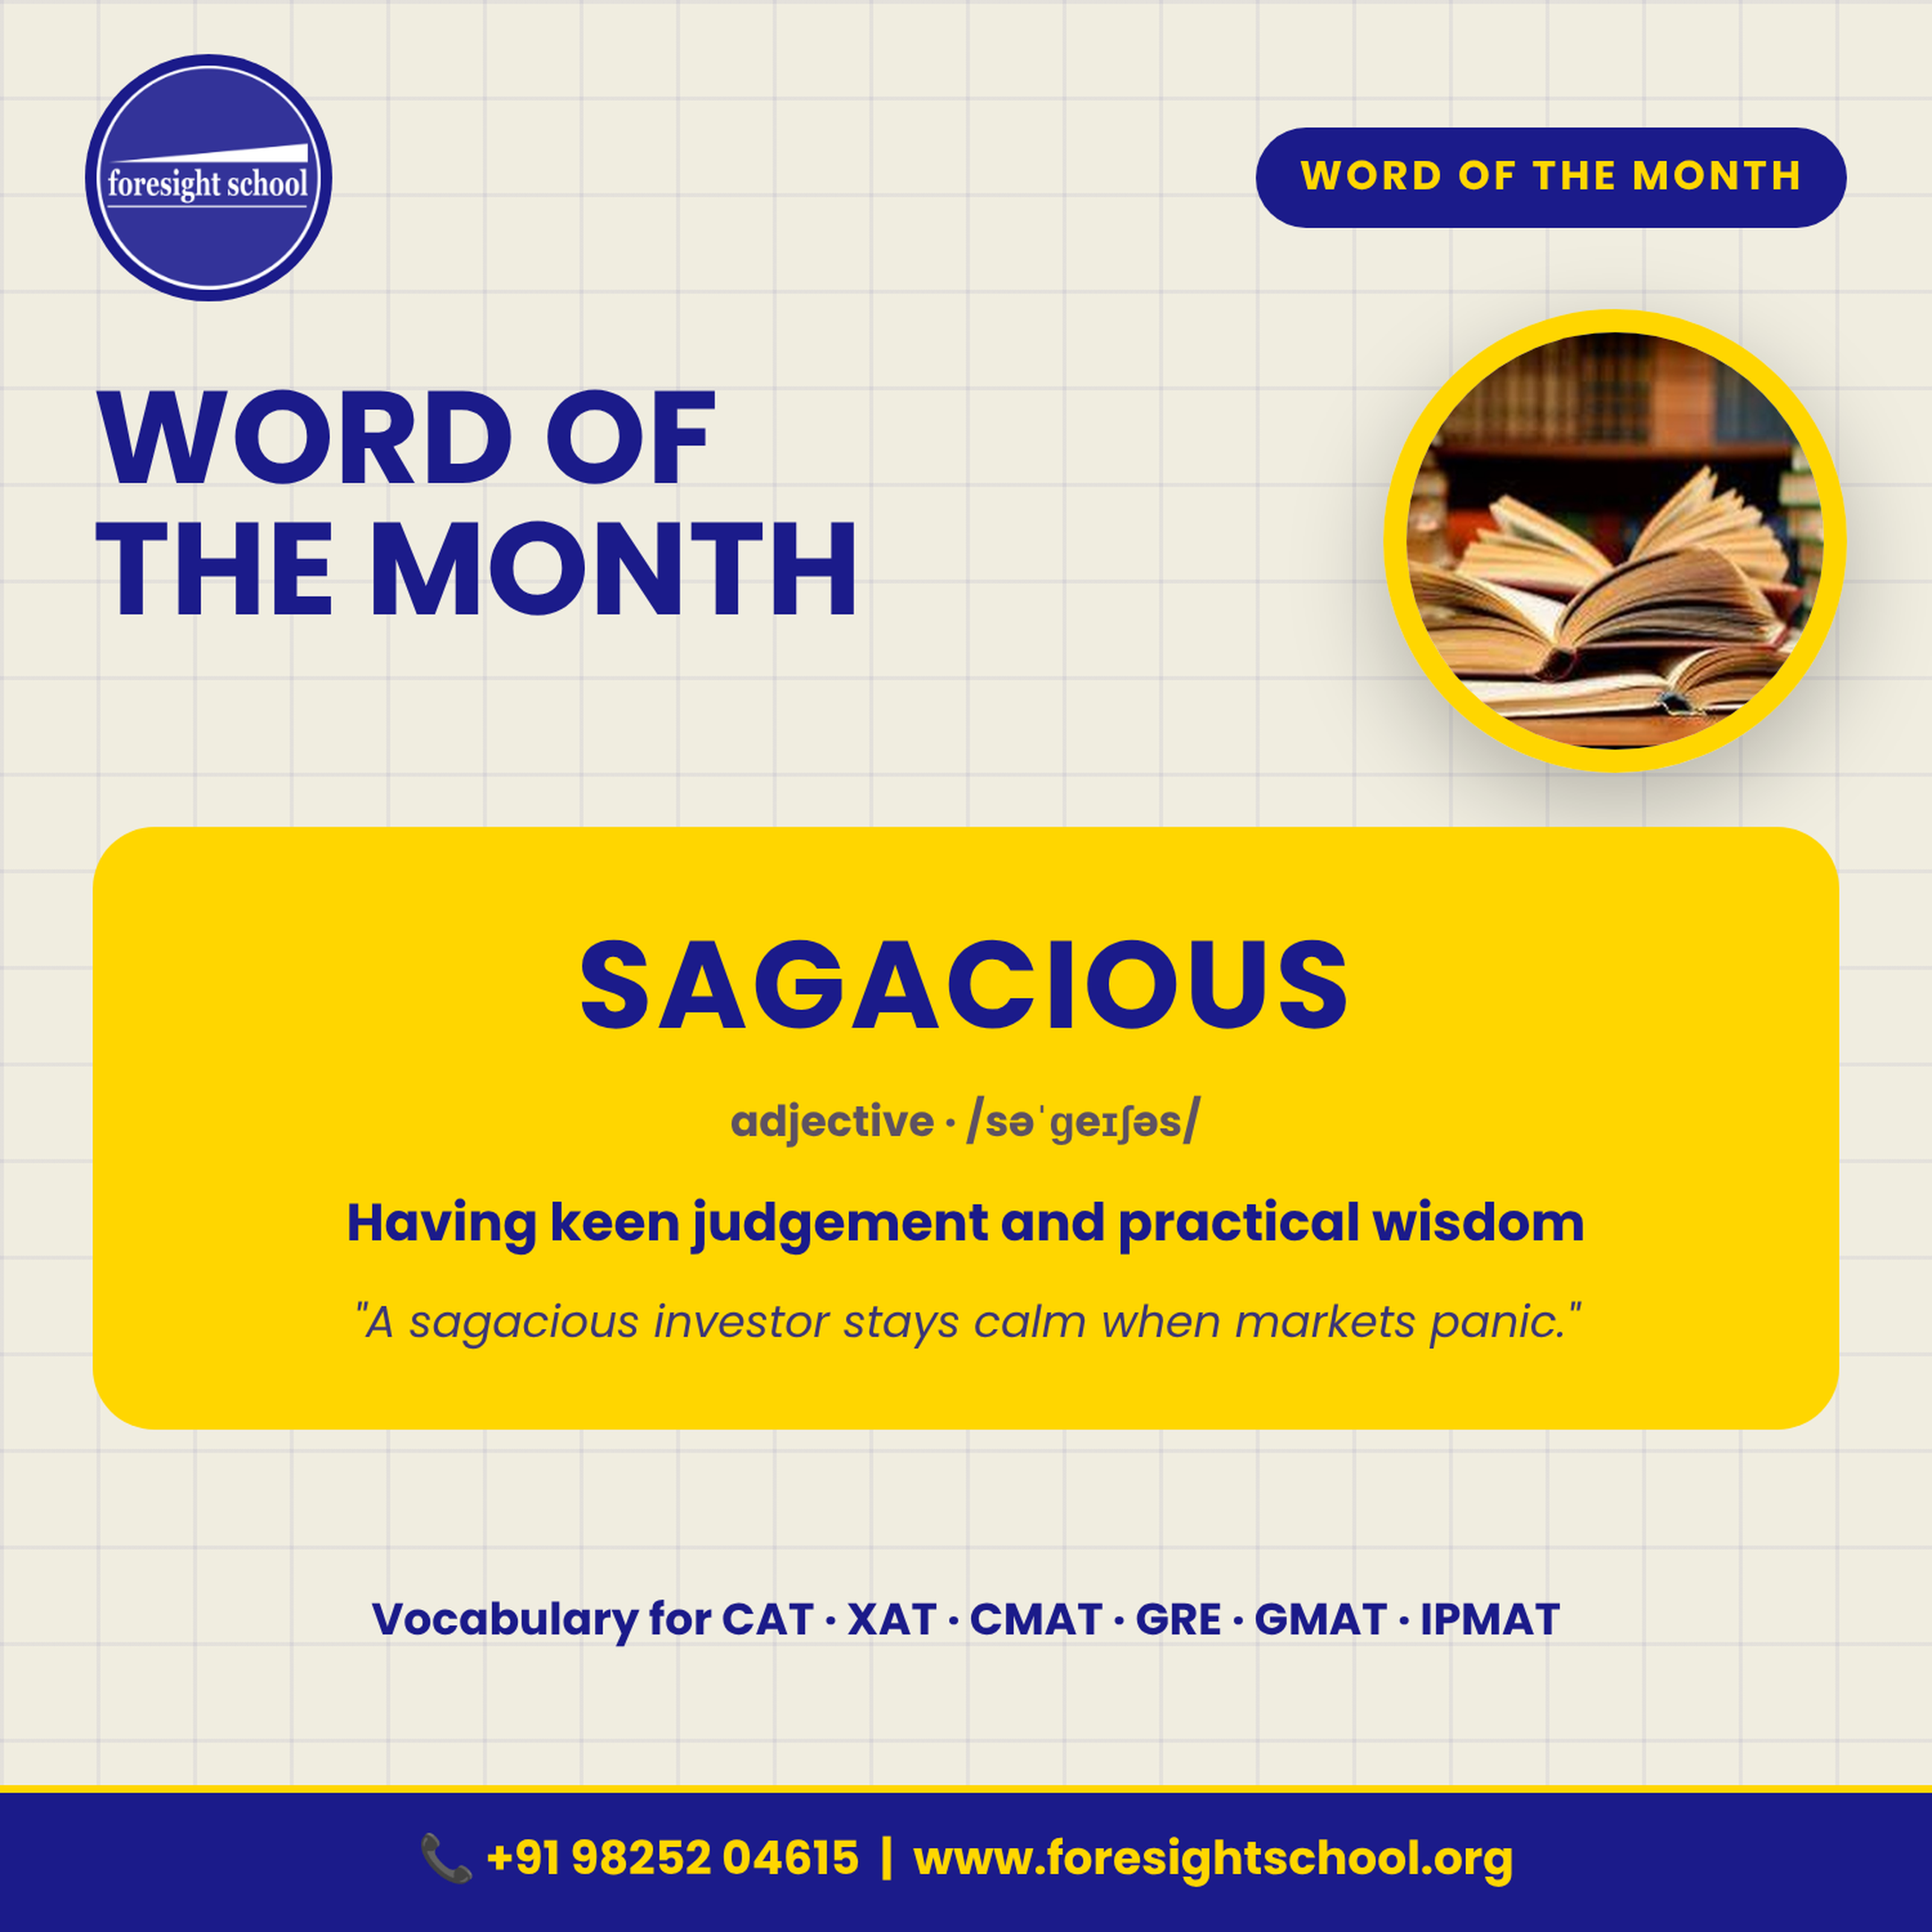 foresight school
WORD OF THE MONTH
WORD OF
THE MONTH
SAGACIOUS
adjective · /səˈɡeɪʃəs/
Having keen judgement and practical wisdom
"A sagacious investor stays calm when markets panic."
Vocabulary for CAT · XAT · CMAT · GRE · GMAT · IPMAT
📞 +91 98252 04615 | www.foresightschool.org